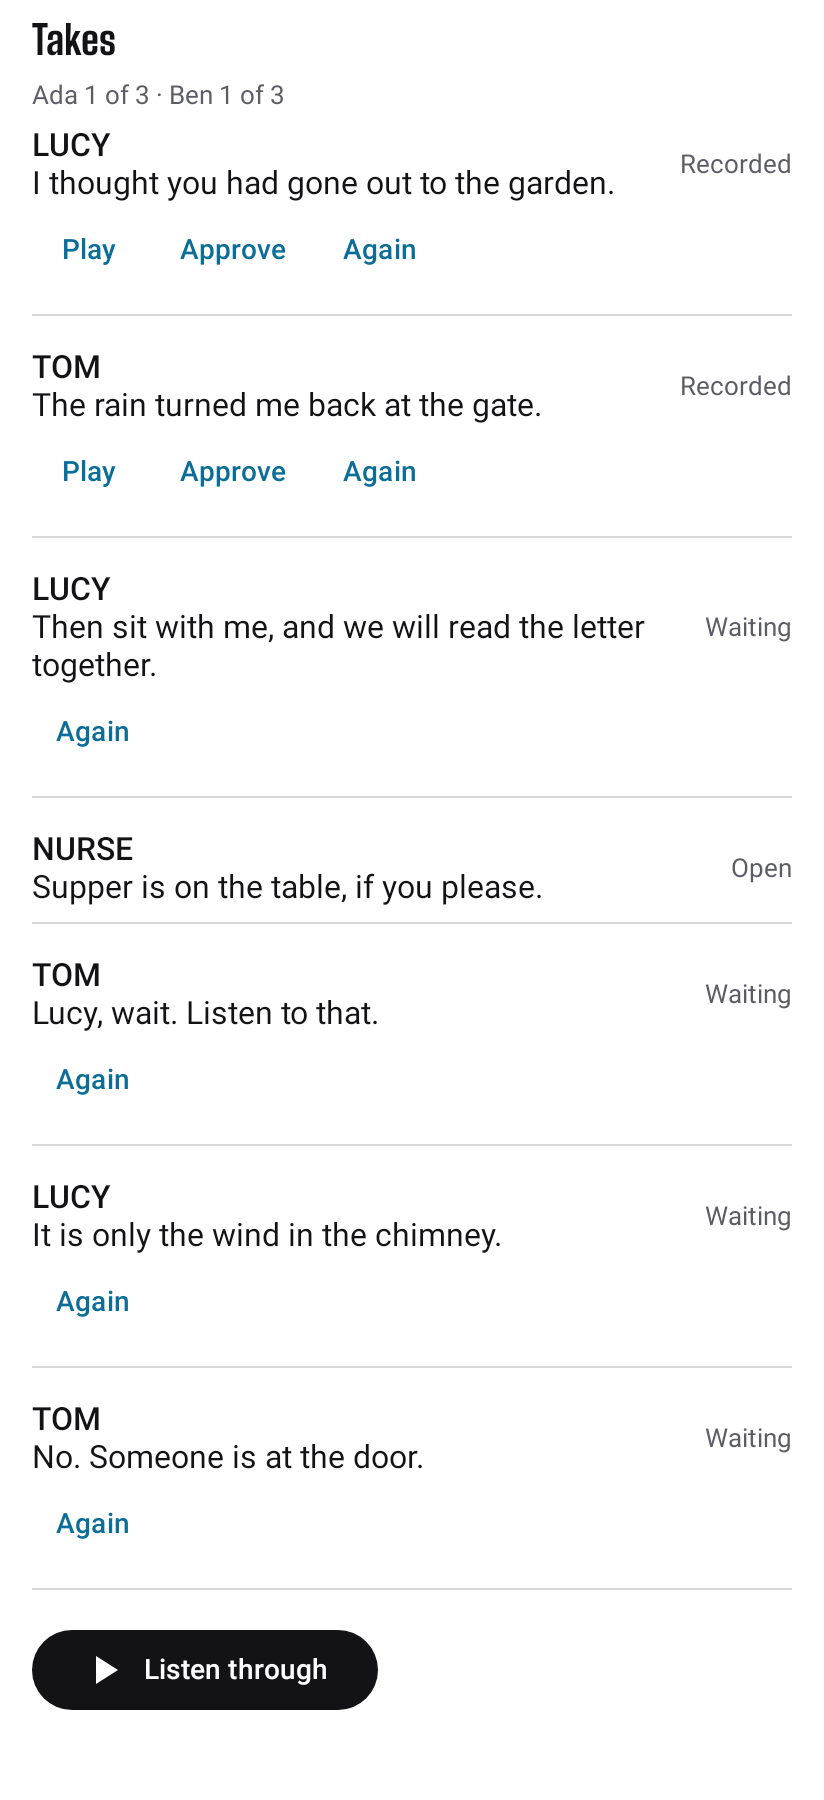 Takes
Ada 1 of 3 · Ben 1 of 3
LUCY
I thought you had gone out to the garden.
Recorded
Play Approve Again
TOM
The rain turned me back at the gate.
Recorded
Play Approve Again
LUCY
Then sit with me, and we will read the letter
together.
Waiting
Again
NURSE
Supper is on the table, if you please.
Open
TOM
Lucy, wait. Listen to that.
Waiting
Again
LUCY
It is only the wind in the chimney.
Waiting
Again
TOM
No. Someone is at the door.
Waiting
Again
Listen through